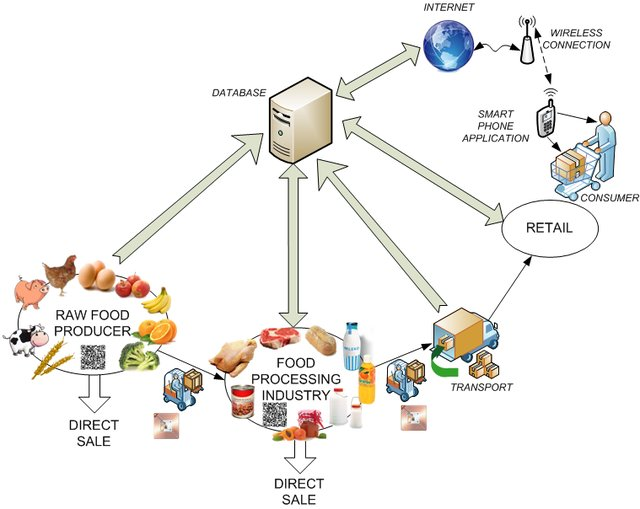 INTERNET
WIRELESS
CONNECTION
DATABASE
SMART
PHONE
APPLICATION
CONSUMER
RETAIL
RAW FOOD
PRODUCER
FOOD
PROCESSING
INDUSTRY
TRANSPORT
DIRECT
SALE
DIRECT
SALE